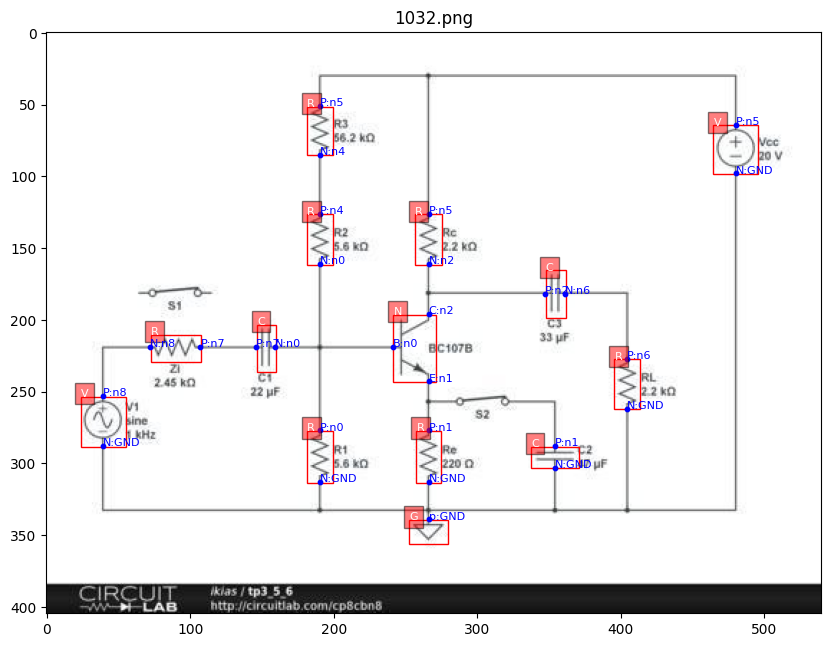 1032.png
0
50
100
150
200
250
300
350
400
0
100
200
300
400
500
R
P:n5
R3
56.2 kΩ
N:n4
V
P:n5
Vcc
20 V
N:GND
R
P:n4
R2
5.6 kΩ
N:n0
R
P:n5
Rc
2.2 kΩ
N:n2
C
N:n6
C3
33 µF
S1
R
N:n8
P:n7
Zi
2.45 kΩ
C
N:n0
C1
22 µF
N
C:n2
B:n0
BC107B
E:n1
R
P:n6
RL
2.2 kΩ
N:GND
V
P:n8
V1
sine
1 kHz
N:GND
S2
R
P:n0
R1
5.6 kΩ
N:GND
R
P:n1
Re
220 Ω
N:GND
C
P:n1
C2
µF
G
p:GND
CIRCUIT
LAB
ikias / tp3_5_6
http://circuitlab.com/cp8cbn8